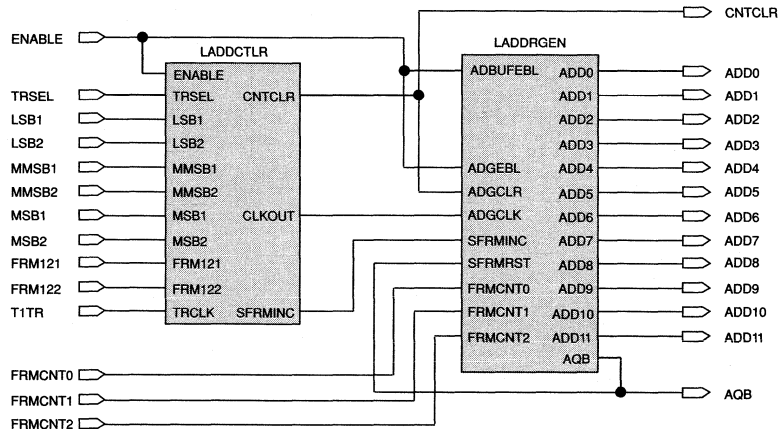 CNTCLR
ENABLE
LADDCTLR
LADDRGEN
ENABLE
ADBUFEBL ADD0
ADD0
TRSEL
TRSEL CNTCLR
ADD1
ADD1
LSB1
LSB1
ADD2
ADD2
LSB2
LSB2
ADD3
ADD3
MMSB1
MMSB1
ADGEBL ADD4
ADD4
MMSB2
MMSB2
ADGCLR ADD5
ADD5
MSB1
MSB1 CLKOUT
ADGCLK ADD6
ADD6
MSB2
MSB2
SFRMINC ADD7
ADD7
FRM121
FRM121
SFRMRST ADD8
ADD8
FRM122
FRM122
FRMCNT0 ADD9
ADD9
T1TR
TRCLK SFRMINC
FRMCNT1 ADD10
ADD10
FRMCNT2 ADD11
ADD11
AQB
FRMCNT0
AQB
FRMCNT1
FRMCNT2